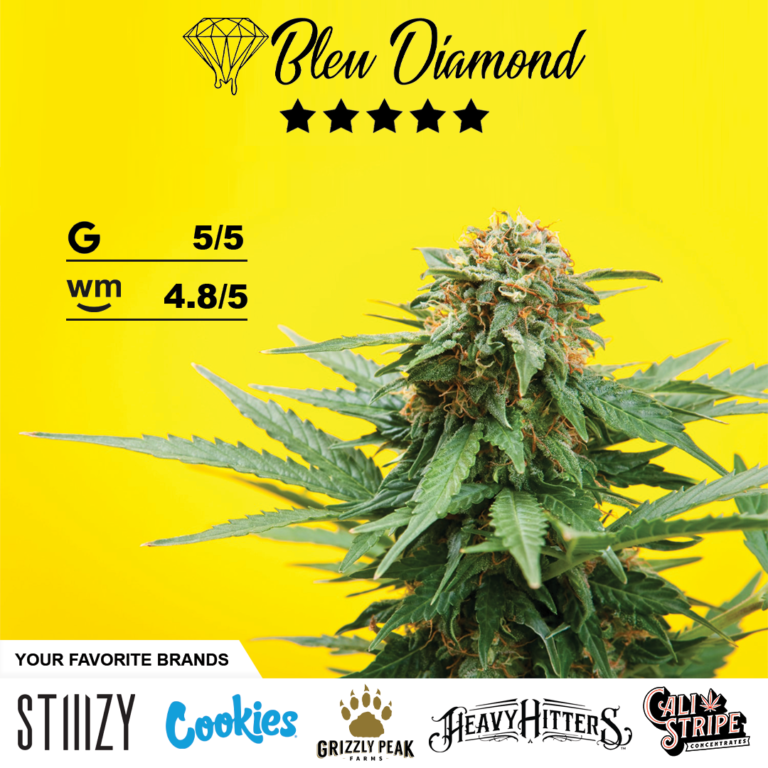 Bleu Diamond
G 5/5
wm 4.8/5
YOUR FAVORITE BRANDS
STIIIZY
Cookies
GRIZZLY PEAK
FARMS
HEAVY HITTERS
CALI
STRIPE
CONCENTRATES